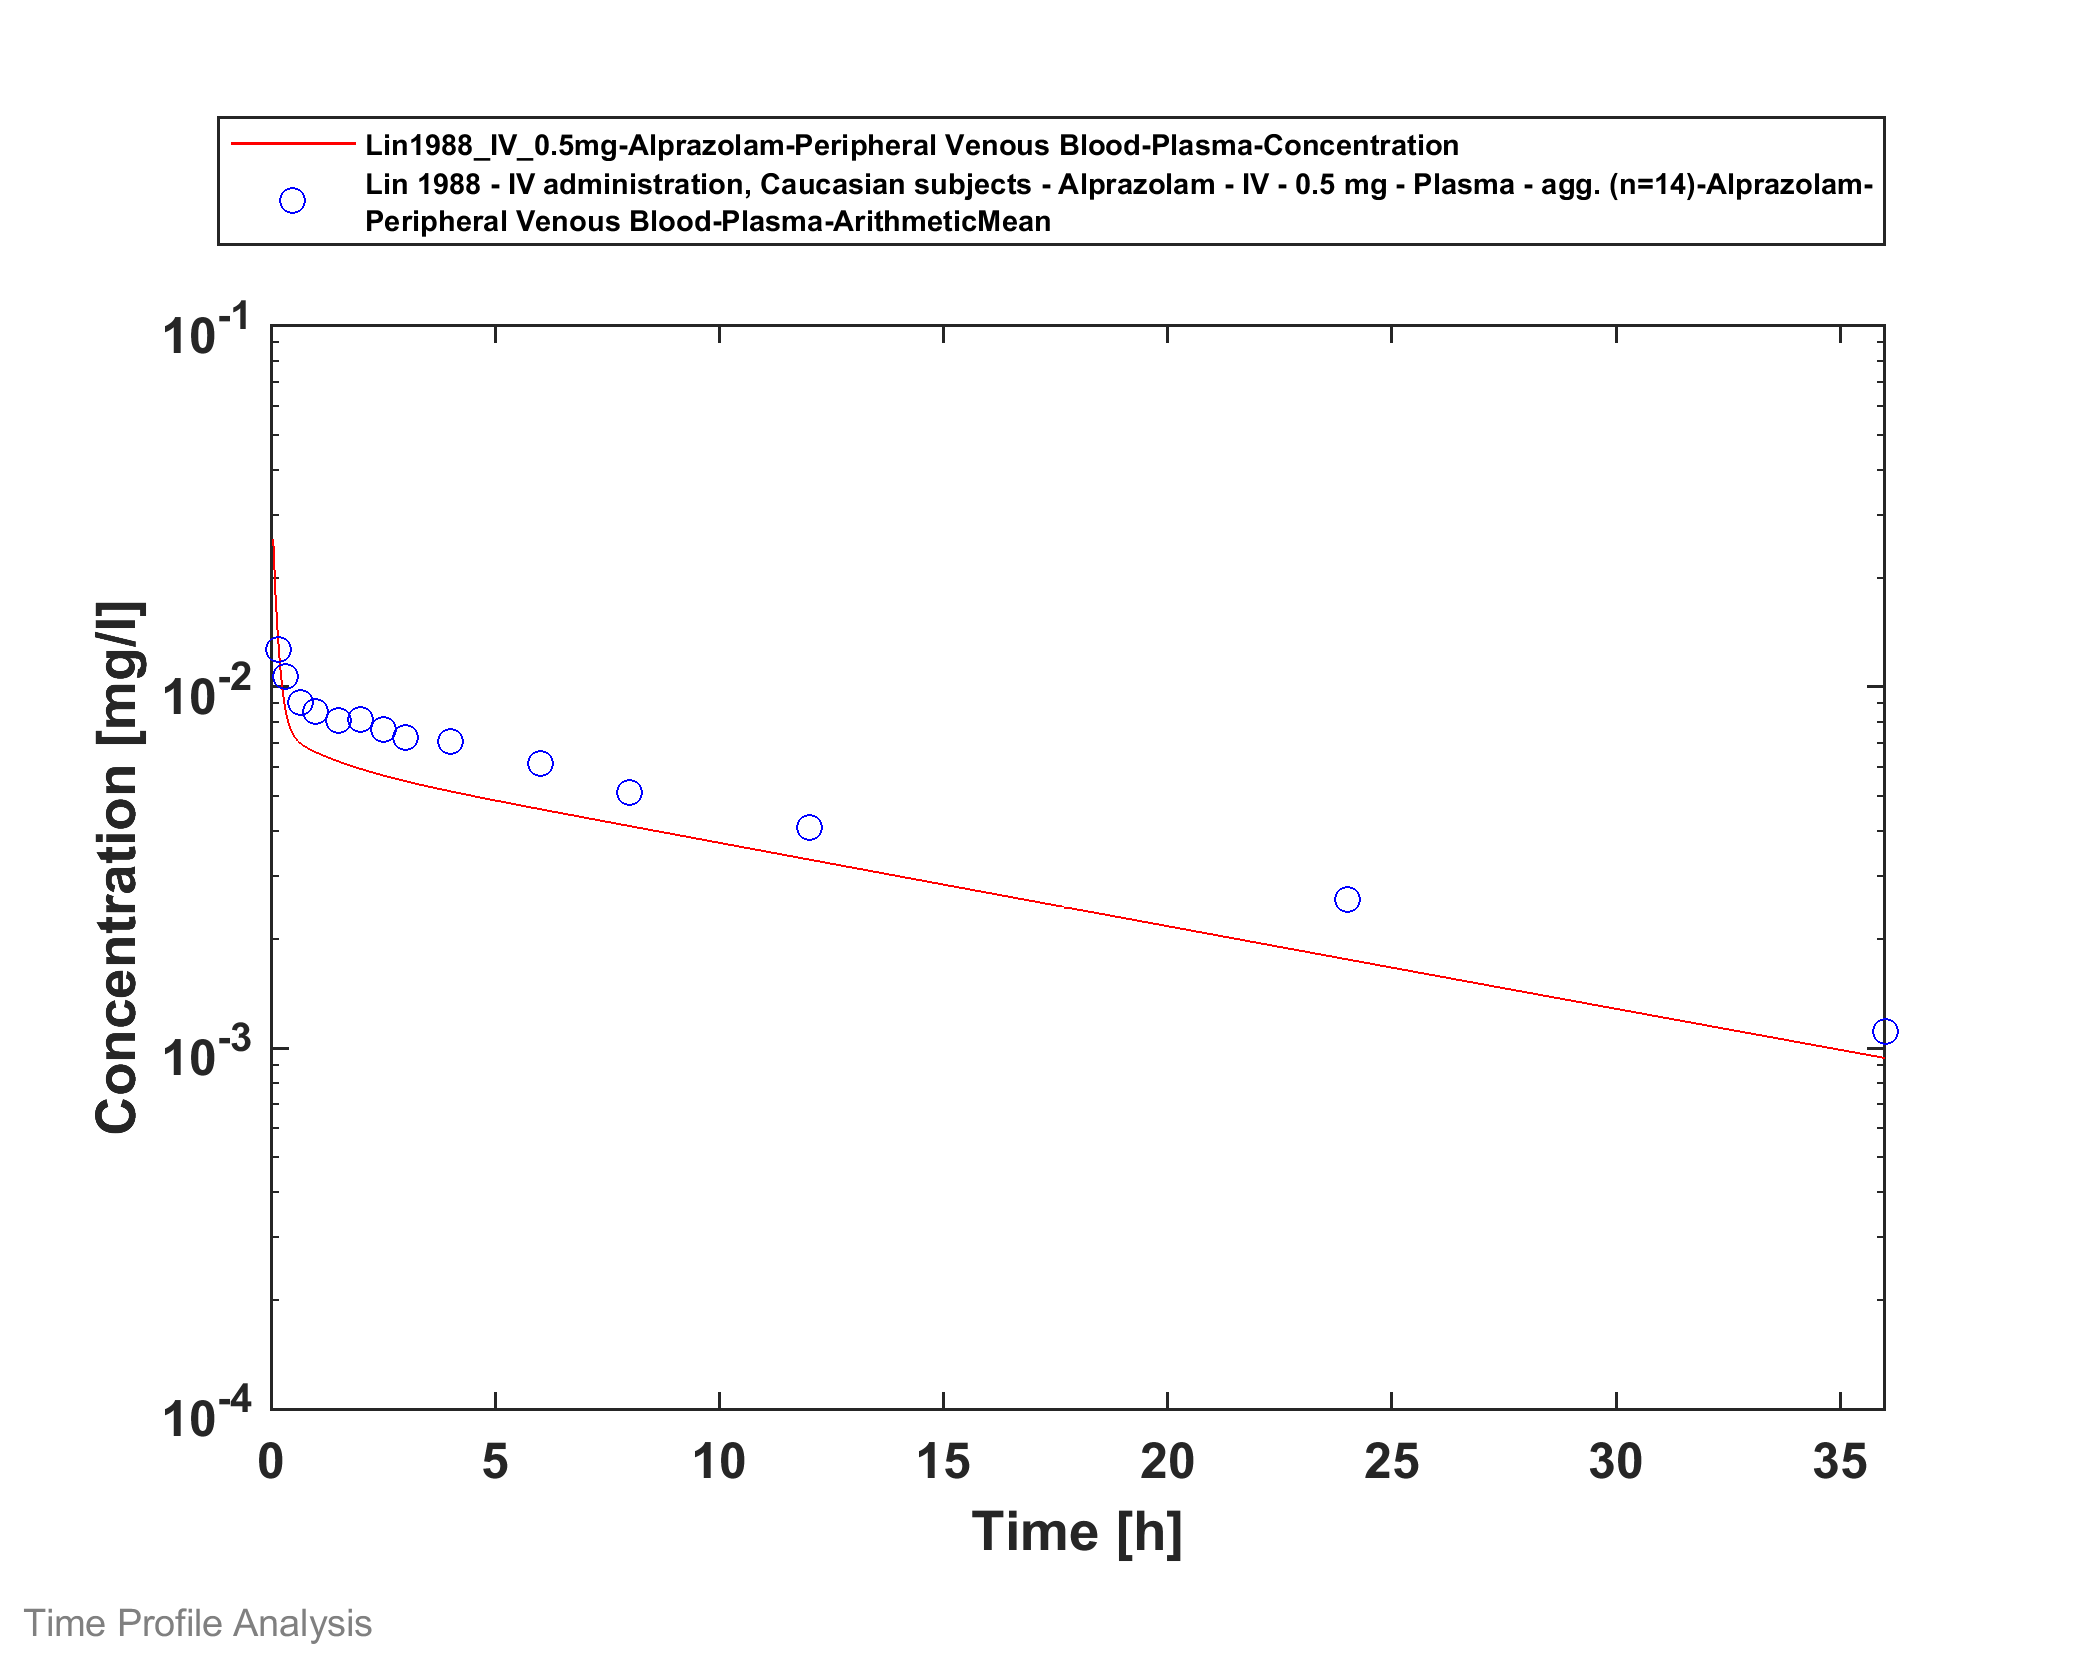 Lin1988_IV_0.5mg-Alprazolam-Peripheral Venous Blood-Plasma-Concentration
Lin 1988 - IV administration, Caucasian subjects - Alprazolam - IV - 0.5 mg - Plasma - agg. (n=14)-Alprazolam-
Peripheral Venous Blood-Plasma-ArithmeticMean
10^-1
10^-2
10^-3
10^-4
Concentration [mg/l]
0 5 10 15 20 25 30 35
Time [h]
Time Profile Analysis